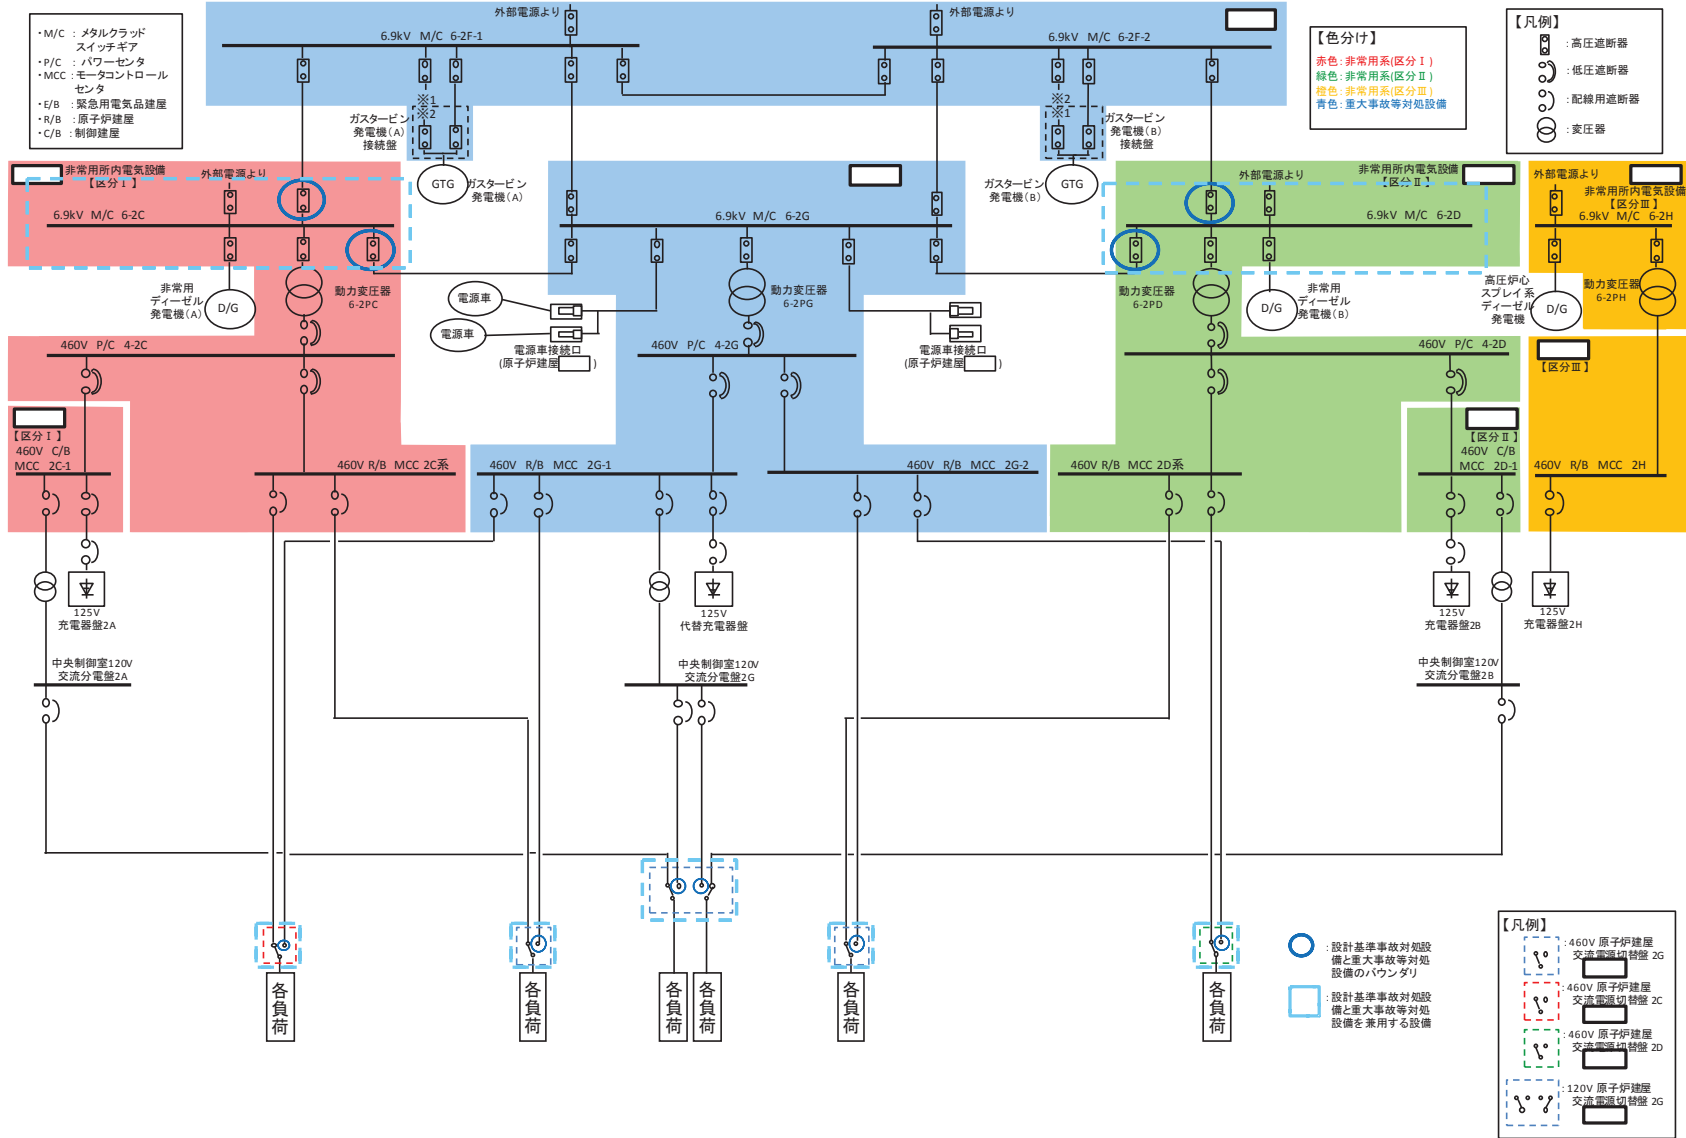 ・M/C : メタルクラッド
スイッチギア
・P/C : パワーセンタ
・MCC : モータコントロール
センタ
・E/B : 緊急用電気品建屋
・R/B : 原子炉建屋
・C/B : 制御建屋
外部電源より
外部電源より
6.9kV M/C 6-2F-1
6.9kV M/C 6-2F-2
【色分け】
赤色:非常用系(区分Ⅰ)
緑色:非常用系(区分Ⅱ)
橙色:非常用系(区分Ⅲ)
青色:重大事故等対処設備
【凡例】
:高圧遮断器
:低圧遮断器
:配線用遮断器
:変圧器
※1
※2
ガスタービン
発電機(A)
接続盤
※2
※1
ガスタービン
発電機(B)
接続盤
GTG
ガスタービン
発電機(A)
ガスタービン
発電機(B)
GTG
非常用所内電気設備
【区分Ⅰ】
外部電源より
6.9kV M/C 6-2C
6.9kV M/C 6-2G
外部電源より
非常用所内電気設備
【区分Ⅱ】
6.9kV M/C 6-2D
外部電源より
非常用所内電気設備
【区分Ⅲ】
6.9kV M/C 6-2H
非常用
ディーゼル
発電機(A)
D/G
動力変圧器
6-2PC
電源車
電源車
電源車接続口
(原子炉建屋 )
動力変圧器
6-2PG
電源車接続口
(原子炉建屋 )
動力変圧器
6-2PD
D/G
非常用
ディーゼル
発電機(B)
高圧炉心
スプレイ系
ディーゼル
発電機
D/G
動力変圧器
6-2PH
460V P/C 4-2C
460V P/C 4-2G
460V P/C 4-2D
【区分Ⅲ】
【区分Ⅰ】
460V C/B
MCC 2C-1
460V R/B MCC 2C系
460V R/B MCC 2G-1
460V R/B MCC 2G-2
460V R/B MCC 2D系
【区分Ⅱ】
460V C/B
MCC 2D-1
460V R/B MCC 2H
125V
充電器盤2A
125V
代替充電器盤
125V
充電器盤2B
125V
充電器盤2H
中央制御室120V
交流分電盤2A
中央制御室120V
交流分電盤2G
中央制御室120V
交流分電盤2B
各負荷
各負荷
各負荷
各負荷
各負荷
各負荷
:設計基準事故対処設
備と重大事故等対処
設備のバウンダリ
:設計基準事故対処設
備と重大事故等対処
設備を兼用する設備
【凡例】
:460V 原子炉建屋
交流電源切替盤 2G
:460V 原子炉建屋
交流電源切替盤 2C
:460V 原子炉建屋
交流電源切替盤 2D
:120V 原子炉建屋
交流電源切替盤 2G